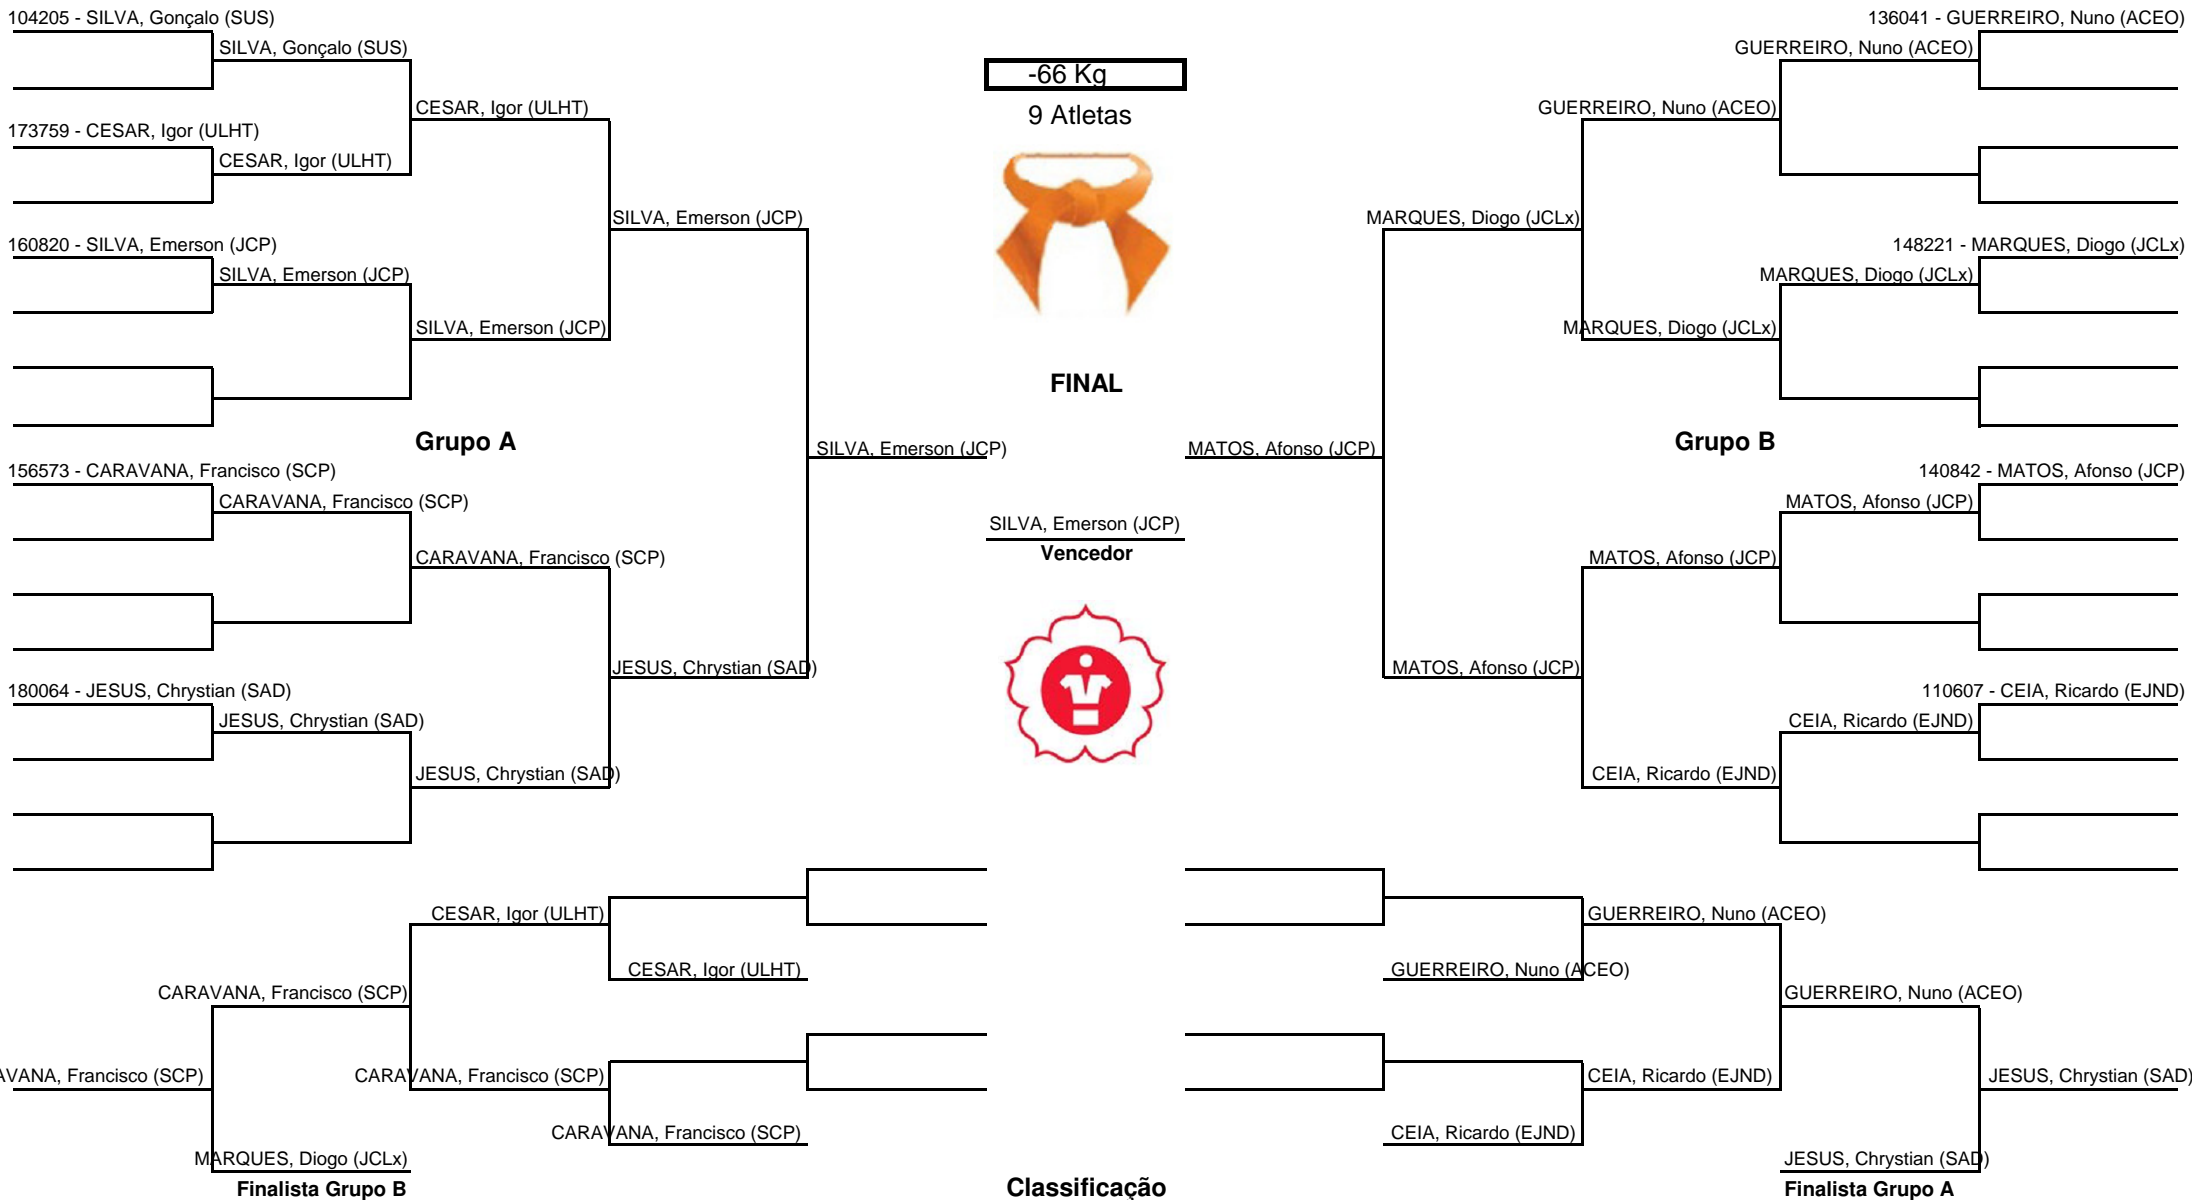 104205 - SILVA, Gonçalo (SUS)
136041 - GUERREIRO, Nuno (ACEO)
SILVA, Gonçalo (SUS)
GUERREIRO, Nuno (ACEO)
-66 Kg
CESAR, Igor (ULHT)
9 Atletas
GUERREIRO, Nuno (ACEO)
173759 - CESAR, Igor (ULHT)
CESAR, Igor (ULHT)
SILVA, Emerson (JCP)
MARQUES, Diogo (JCLx)
160820 - SILVA, Emerson (JCP)
148221 - MARQUES, Diogo (JCLx)
SILVA, Emerson (JCP)
MARQUES, Diogo (JCLx)
SILVA, Emerson (JCP)
MARQUES, Diogo (JCLx)
FINAL
Grupo A
Grupo B
SILVA, Emerson (JCP)
MATOS, Afonso (JCP)
156573 - CARAVANA, Francisco (SCP)
140842 - MATOS, Afonso (JCP)
CARAVANA, Francisco (SCP)
MATOS, Afonso (JCP)
SILVA, Emerson (JCP)
Vencedor
CARAVANA, Francisco (SCP)
MATOS, Afonso (JCP)
JESUS, Chrystian (SAD)
MATOS, Afonso (JCP)
180064 - JESUS, Chrystian (SAD)
110607 - CEIA, Ricardo (EJND)
JESUS, Chrystian (SAD)
CEIA, Ricardo (EJND)
JESUS, Chrystian (SAD)
CEIA, Ricardo (EJND)
CESAR, Igor (ULHT)
GUERREIRO, Nuno (ACEO)
CESAR, Igor (ULHT)
GUERREIRO, Nuno (ACEO)
CARAVANA, Francisco (SCP)
GUERREIRO, Nuno (ACEO)
AVANA, Francisco (SCP)
CARAVANA, Francisco (SCP)
CEIA, Ricardo (EJND)
JESUS, Chrystian (SAD)
CARAVANA, Francisco (SCP)
CEIA, Ricardo (EJND)
MARQUES, Diogo (JCLx)
JESUS, Chrystian (SAD)
Finalista Grupo B
Classificação
Finalista Grupo A